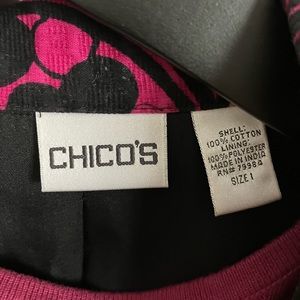 CHICO'S
SHELL:
100% COTTON
LINING:
100% POLYESTER
MADE IN INDIA
RN# 79984
SIZE 1